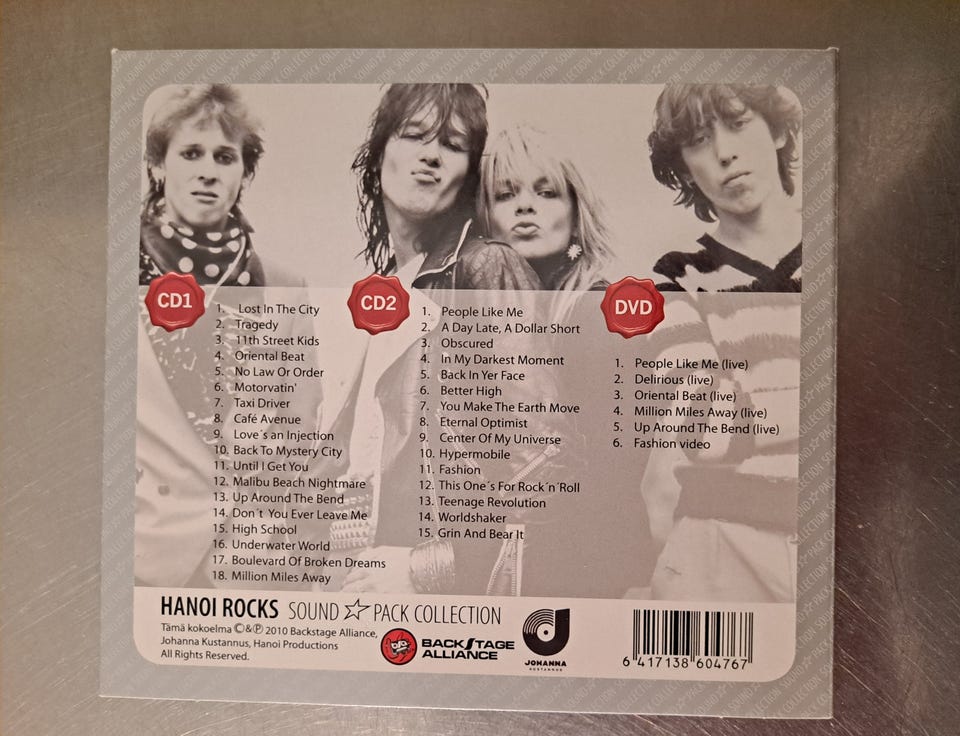 SOUND☆PACK COLLECTION
CD1
1. Lost In The City
2. Tragedy
3. 11th Street Kids
4. Oriental Beat
5. No Law Or Order
6. Motorvatin'
7. Taxi Driver
8. Café Avenue
9. Love´s an Injection
10. Back To Mystery City
11. Until I Get You
12. Malibu Beach Nightmare
13. Up Around The Bend
14. Don´t You Ever Leave Me
15. High School
16. Underwater World
17. Boulevard Of Broken Dreams
18. Million Miles Away
CD2
1. People Like Me
2. A Day Late, A Dollar Short
3. Obscured
4. In My Darkest Moment
5. Back In Yer Face
6. Better High
7. You Make The Earth Move
8. Eternal Optimist
9. Center Of My Universe
10. Hypermobile
11. Fashion
12. This One´s For Rock´n´Roll
13. Teenage Revolution
14. Worldshaker
15. Grin And Bear It
DVD
1. People Like Me (live)
2. Delirious (live)
3. Oriental Beat (live)
4. Million Miles Away (live)
5. Up Around The Bend (live)
6. Fashion video
HANOI ROCKS SOUND☆PACK COLLECTION
Tämä kokoelma ©&℗ 2010 Backstage Alliance,
Johanna Kustannus, Hanoi Productions
All Rights Reserved.
BACKSTAGE
ALLIANCE
JOHANNA
KUSTANNUS
6 417138 604767